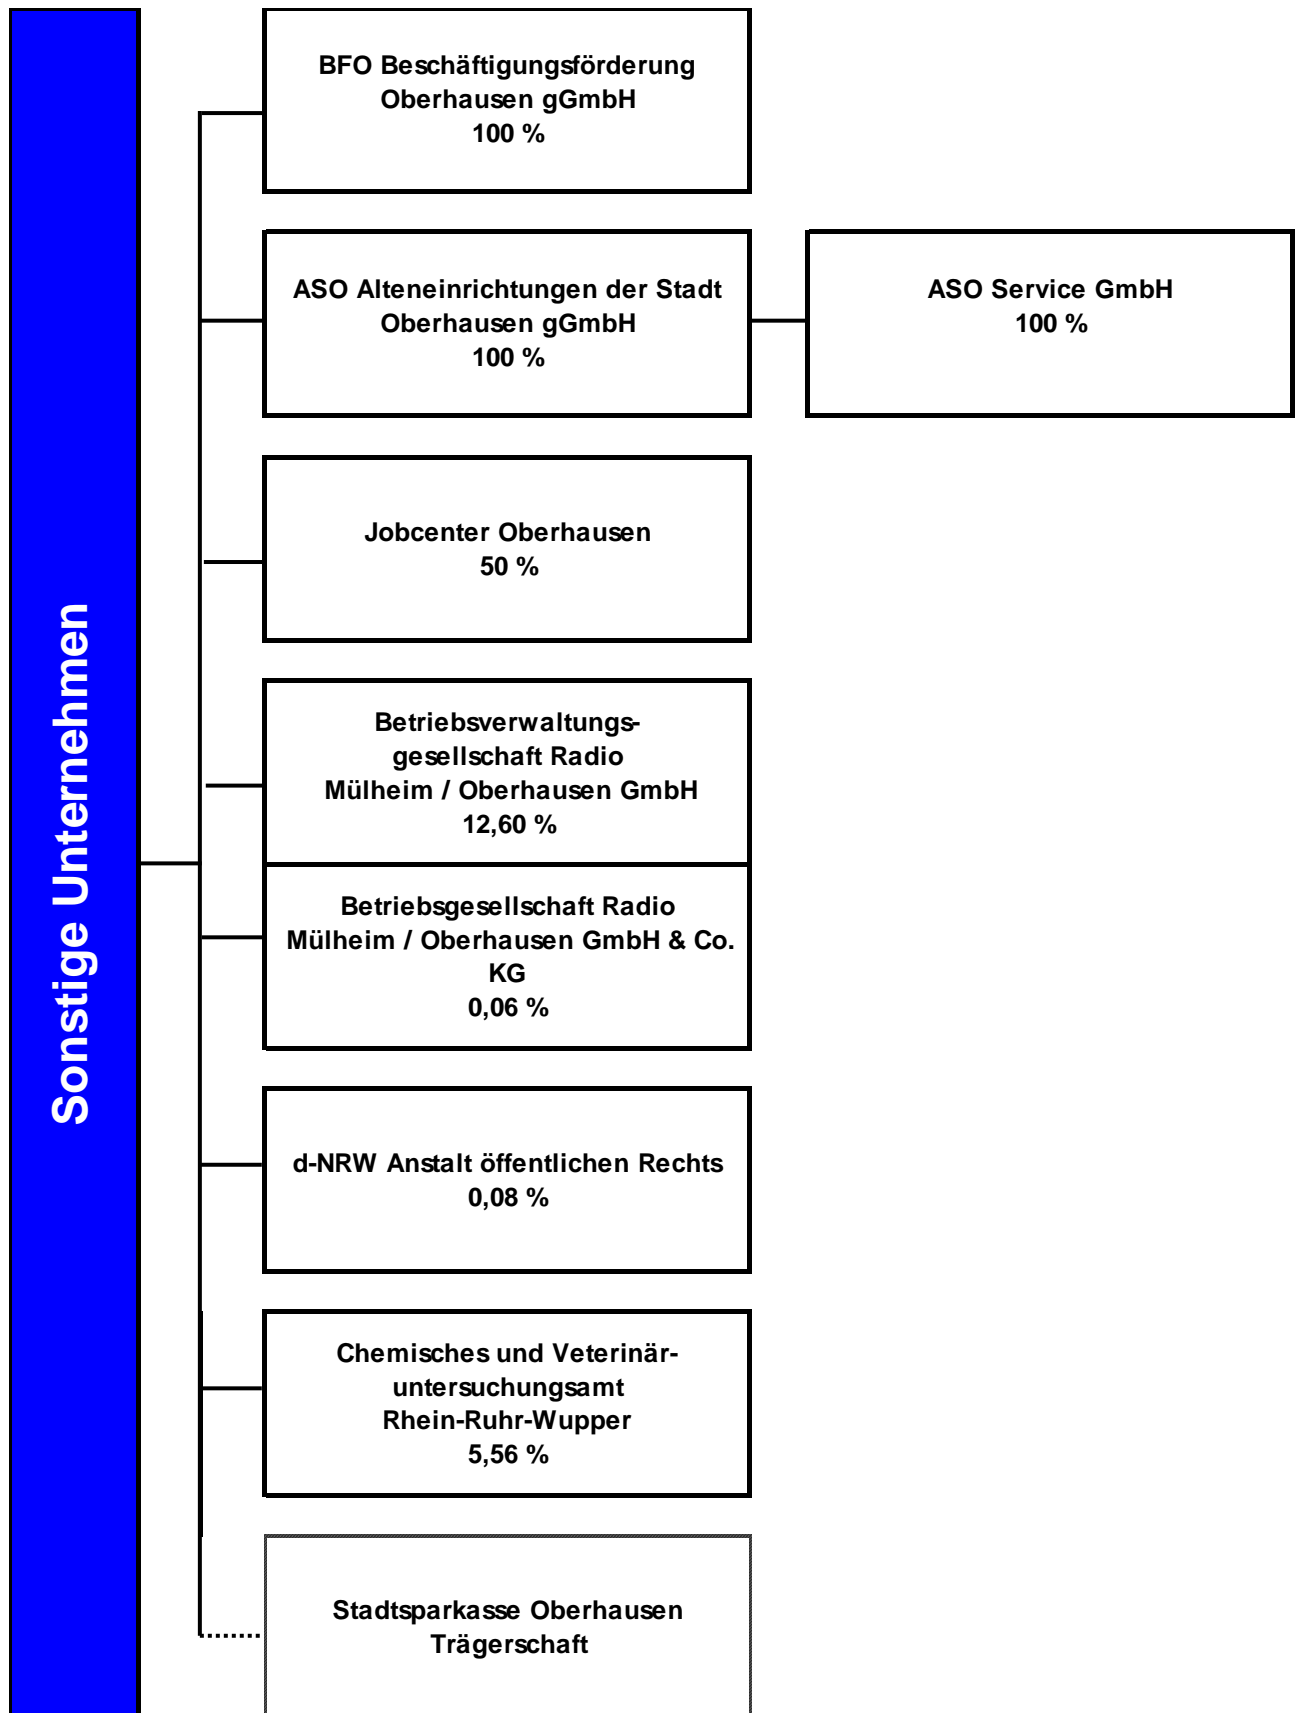 Sonstige Unternehmen
BFO Beschäftigungsförderung
Oberhausen gGmbH
100 %
ASO Alteneinrichtungen der Stadt
Oberhausen gGmbH
100 %
ASO Service GmbH
100 %
Jobcenter Oberhausen
50 %
Betriebsverwaltungs-
gesellschaft Radio
Mülheim / Oberhausen GmbH
12,60 %
Betriebsgesellschaft Radio
Mülheim / Oberhausen GmbH & Co.
KG
0,06 %
d-NRW Anstalt öffentlichen Rechts
0,08 %
Chemisches und Veterinär-
untersuchungsamt
Rhein-Ruhr-Wupper
5,56 %
Stadtsparkasse Oberhausen
Trägerschaft